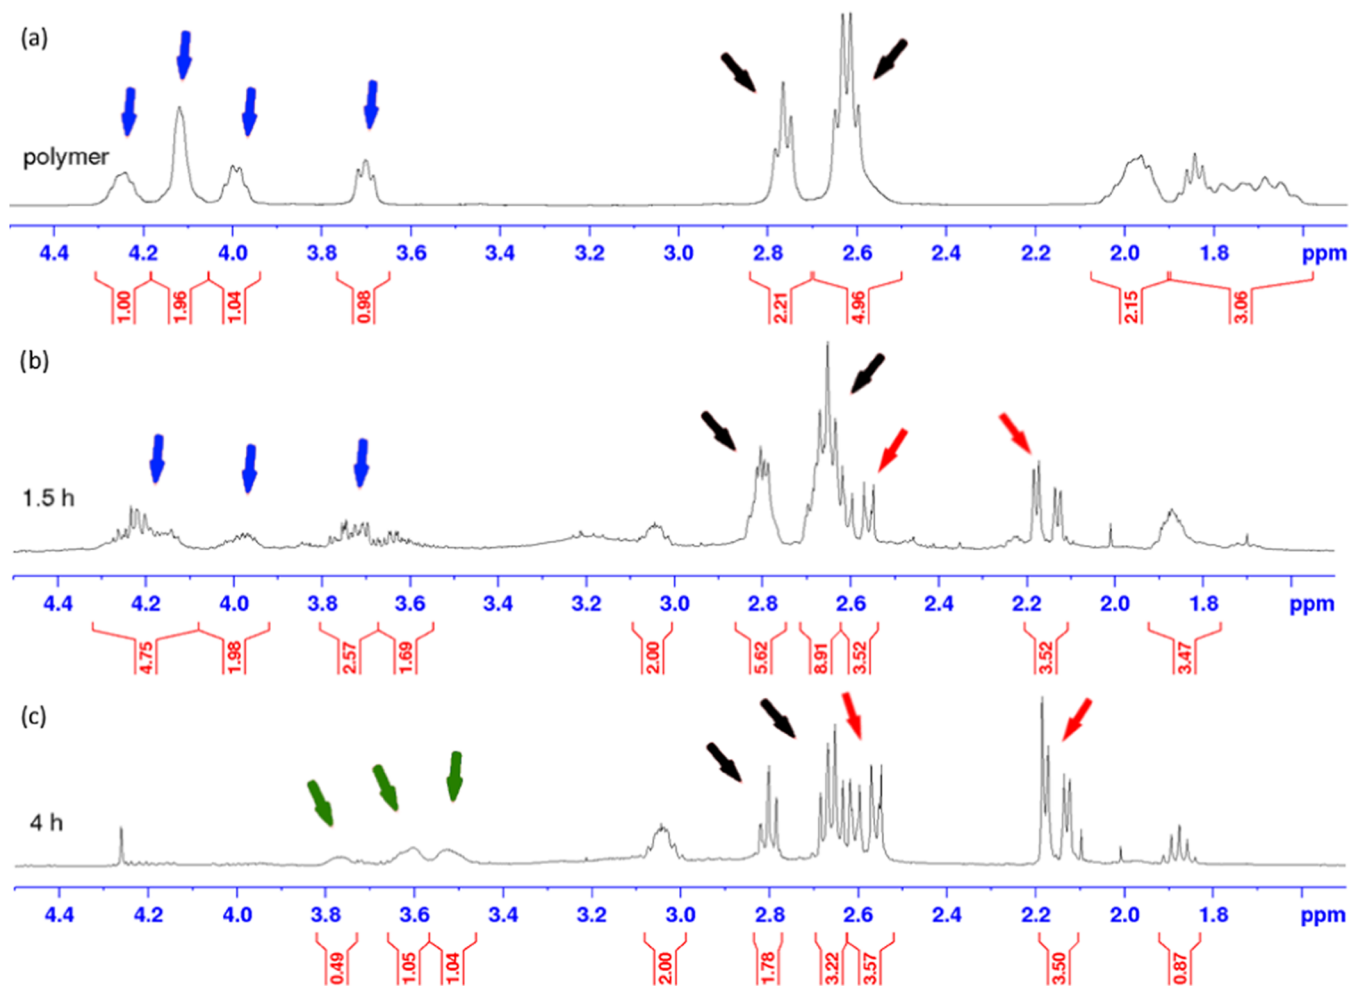 (a)
polymer
4.4 4.2 4.0 3.8 3.6 3.4 3.2 3.0 2.8 2.6 2.4 2.2 2.0 1.8 ppm
1.00 1.96 1.04 0.98 2.21 4.96 2.15 3.06
(b)
1.5 h
4.4 4.2 4.0 3.8 3.6 3.4 3.2 3.0 2.8 2.6 2.4 2.2 2.0 1.8 ppm
4.75 1.98 2.57 1.69 2.00 5.62 8.91 3.52 3.52 3.47
(c)
4 h
4.4 4.2 4.0 3.8 3.6 3.4 3.2 3.0 2.8 2.6 2.4 2.2 2.0 1.8 ppm
0.49 1.05 1.04 2.00 1.78 3.22 3.57 3.50 0.87